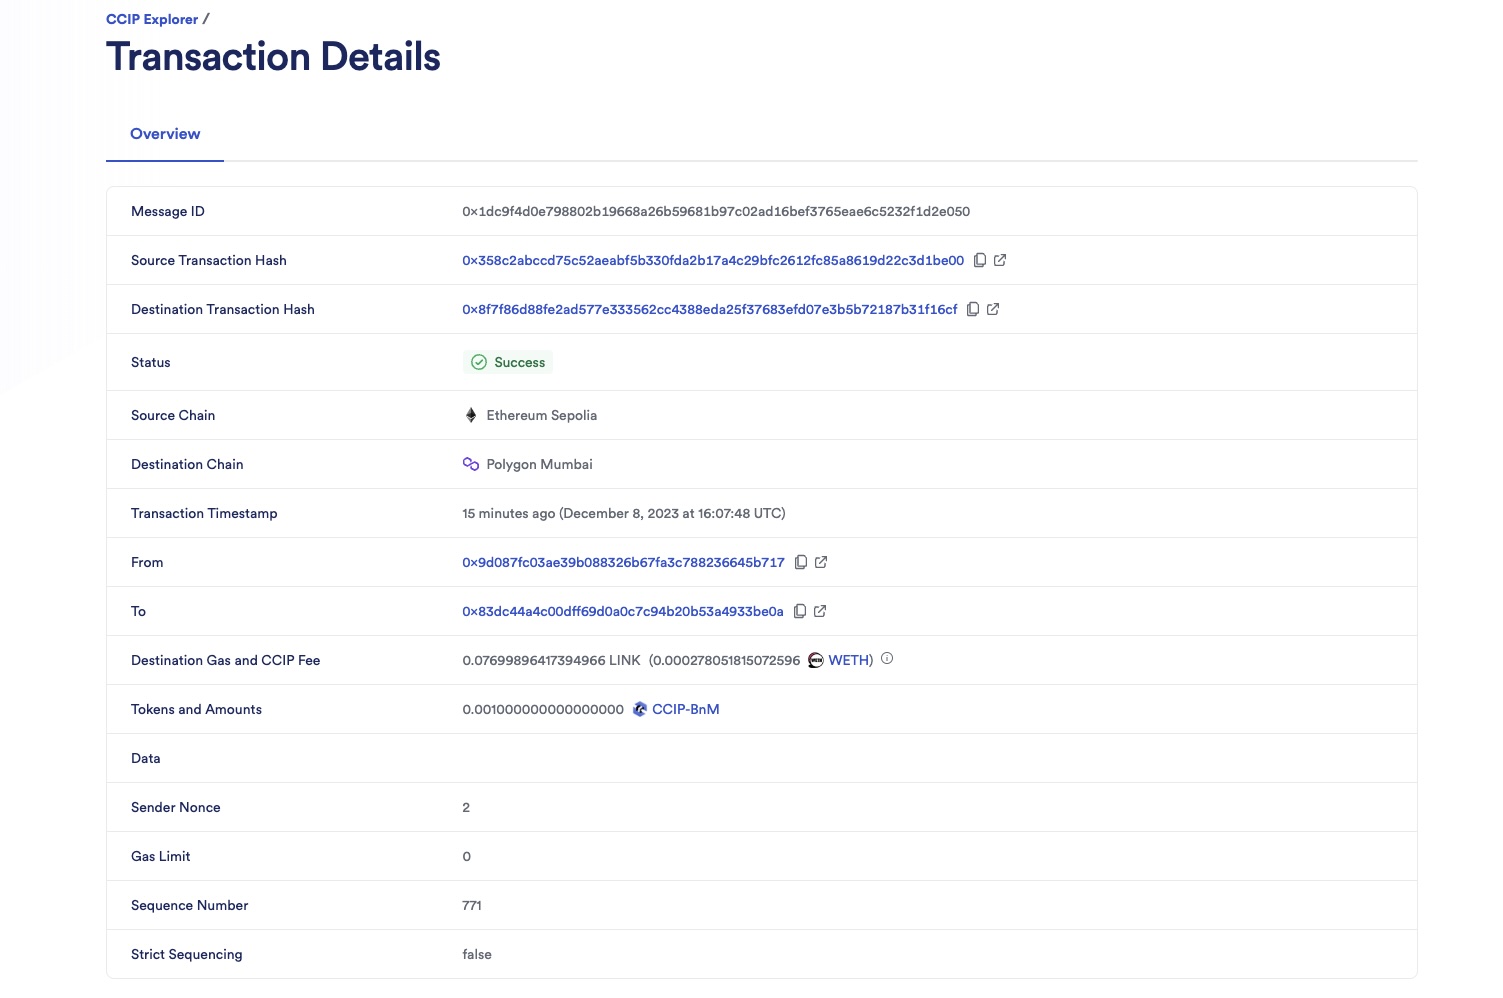 CCIP Explorer /
Transaction Details
Overview
Message ID 0x1dc9f4d0e798802b19668a26b59681b97c02ad16bef3765eae6c5232f1d2e050
Source Transaction Hash 0x358c2abccd75c52aeabf5b330fda2b17a4c29bfc2612fc85a8619d22c3d1be00
Destination Transaction Hash 0x8f7f86d88fe2ad577e333562cc4388eda25f37683efd07e3b5b72187b31f16cf
Status Success
Source Chain Ethereum Sepolia
Destination Chain Polygon Mumbai
Transaction Timestamp 15 minutes ago (December 8, 2023 at 16:07:48 UTC)
From 0x9d087fc03ae39b088326b67fa3c788236645b717
To 0x83dc44a4c00dff69d0a0c7c94b20b53a4933be0a
Destination Gas and CCIP Fee 0.07699896417394966 LINK (0.000278051815072596 WETH)
Tokens and Amounts 0.001000000000000000 CCIP-BnM
Data
Sender Nonce 2
Gas Limit 0
Sequence Number 771
Strict Sequencing false